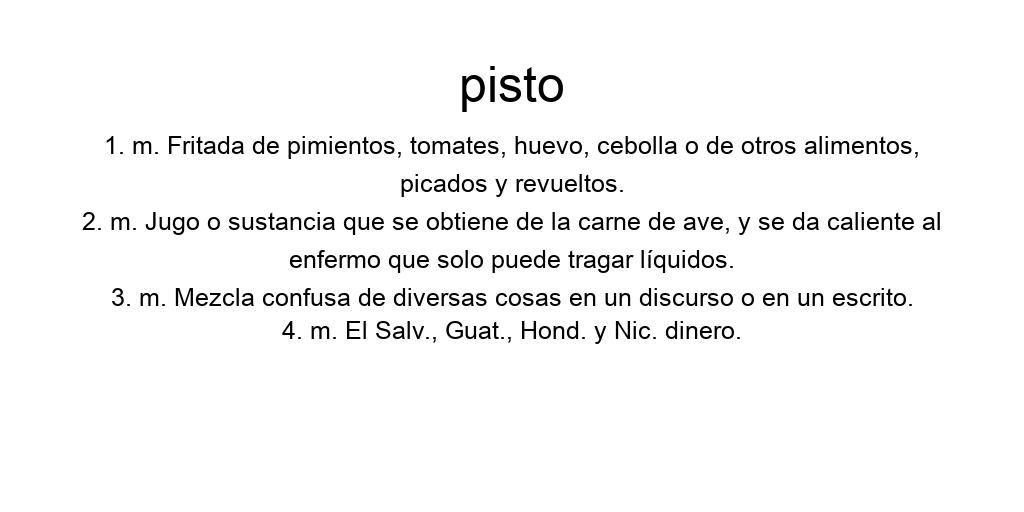 pisto
1. m. Fritada de pimientos, tomates, huevo, cebolla o de otros alimentos,
picados y revueltos.
2. m. Jugo o sustancia que se obtiene de la carne de ave, y se da caliente al
enfermo que solo puede tragar líquidos.
3. m. Mezcla confusa de diversas cosas en un discurso o en un escrito.
4. m. El Salv., Guat., Hond. y Nic. dinero.